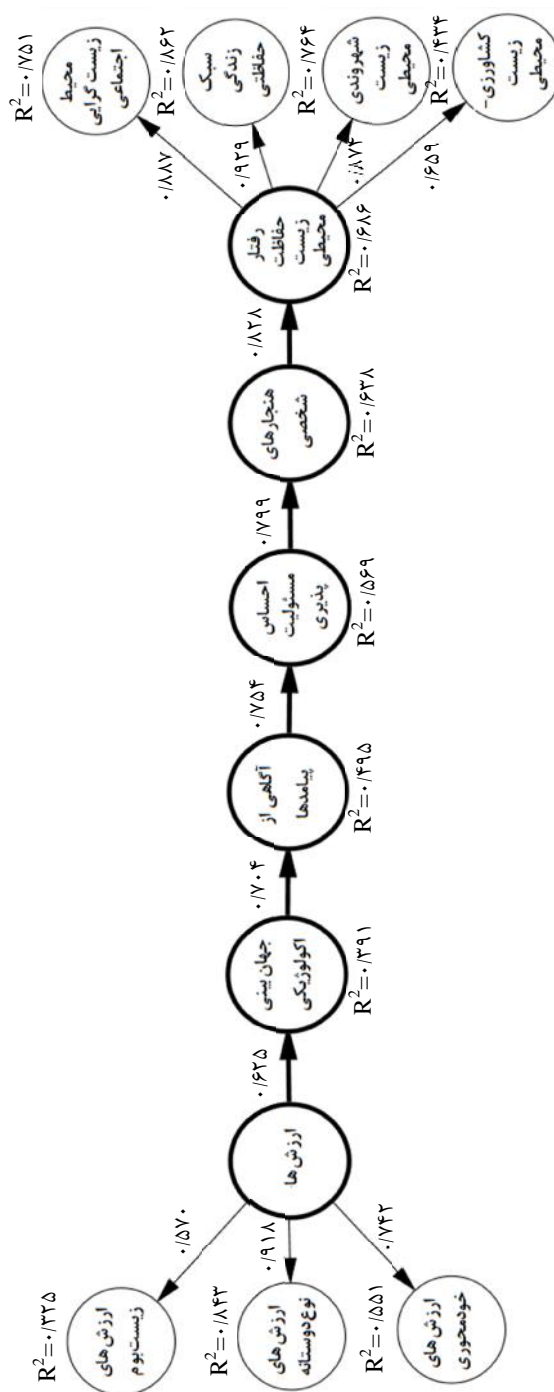 R²=۰/۳۲۵
ارزش های
زیست‌بوم
۰/۵۷۰
R²=۰/۸۴۳
ارزش های
نوع دوستانه
۰/۹۱۸
R²=۰/۵۵۱
ارزش های
خودمحوری
۰/۷۴۲
ارزش ها
۰/۶۲۵
جهان بینی
اکولوژیکی
R²=۰/۳۹۱
۰/۷۰۴
آگاهی از
پیامدها
R²=۰/۴۹۵
۰/۷۵۴
احساس
مسئولیت
پذیری
R²=۰/۵۶۹
۰/۷۹۹
هنجارهای
شخصی
R²=۰/۶۳۸
۰/۸۲۸
رفتار
حفاظت
زیست
محیطی
R²=۰/۶۸۶
۰/۸۸۷
R²=۰/۷۵۱
محیط
زیست گرایی
اجتماعی
۰/۹۲۹
R²=۰/۸۶۲
سبک
زندگی
حفاظتی
۰/۸۷۴
R²=۰/۷۶۴
شهروندی
زیست
محیطی
۰/۶۵۹
R²=۰/۴۳۴
کشاورزی-
زیست
محیطی